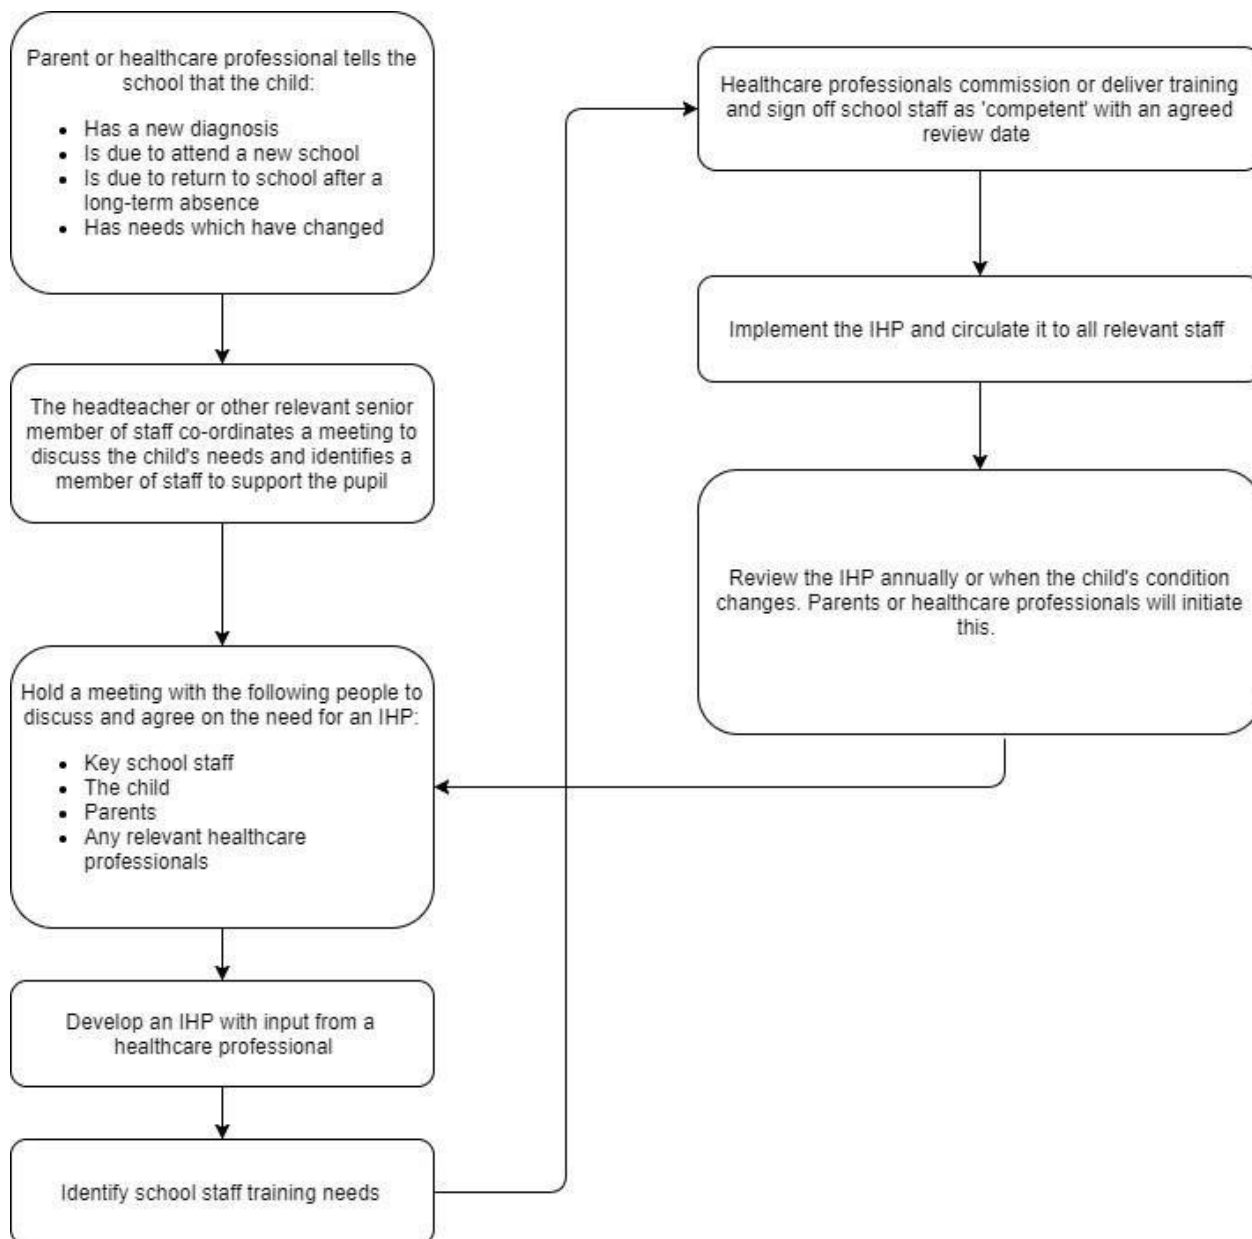 Parent or healthcare professional tells the
school that the child:
• Has a new diagnosis
• Is due to attend a new school
• Is due to return to school after a
long-term absence
• Has needs which have changed
The headteacher or other relevant senior
member of staff co-ordinates a meeting to
discuss the child's needs and identifies a
member of staff to support the pupil
Hold a meeting with the following people to
discuss and agree on the need for an IHP:
• Key school staff
• The child
• Parents
• Any relevant healthcare
professionals
Develop an IHP with input from a
healthcare professional
Identify school staff training needs
Healthcare professionals commission or deliver training
and sign off school staff as 'competent' with an agreed
review date
Implement the IHP and circulate it to all relevant staff
Review the IHP annually or when the child's condition
changes. Parents or healthcare professionals will initiate
this.